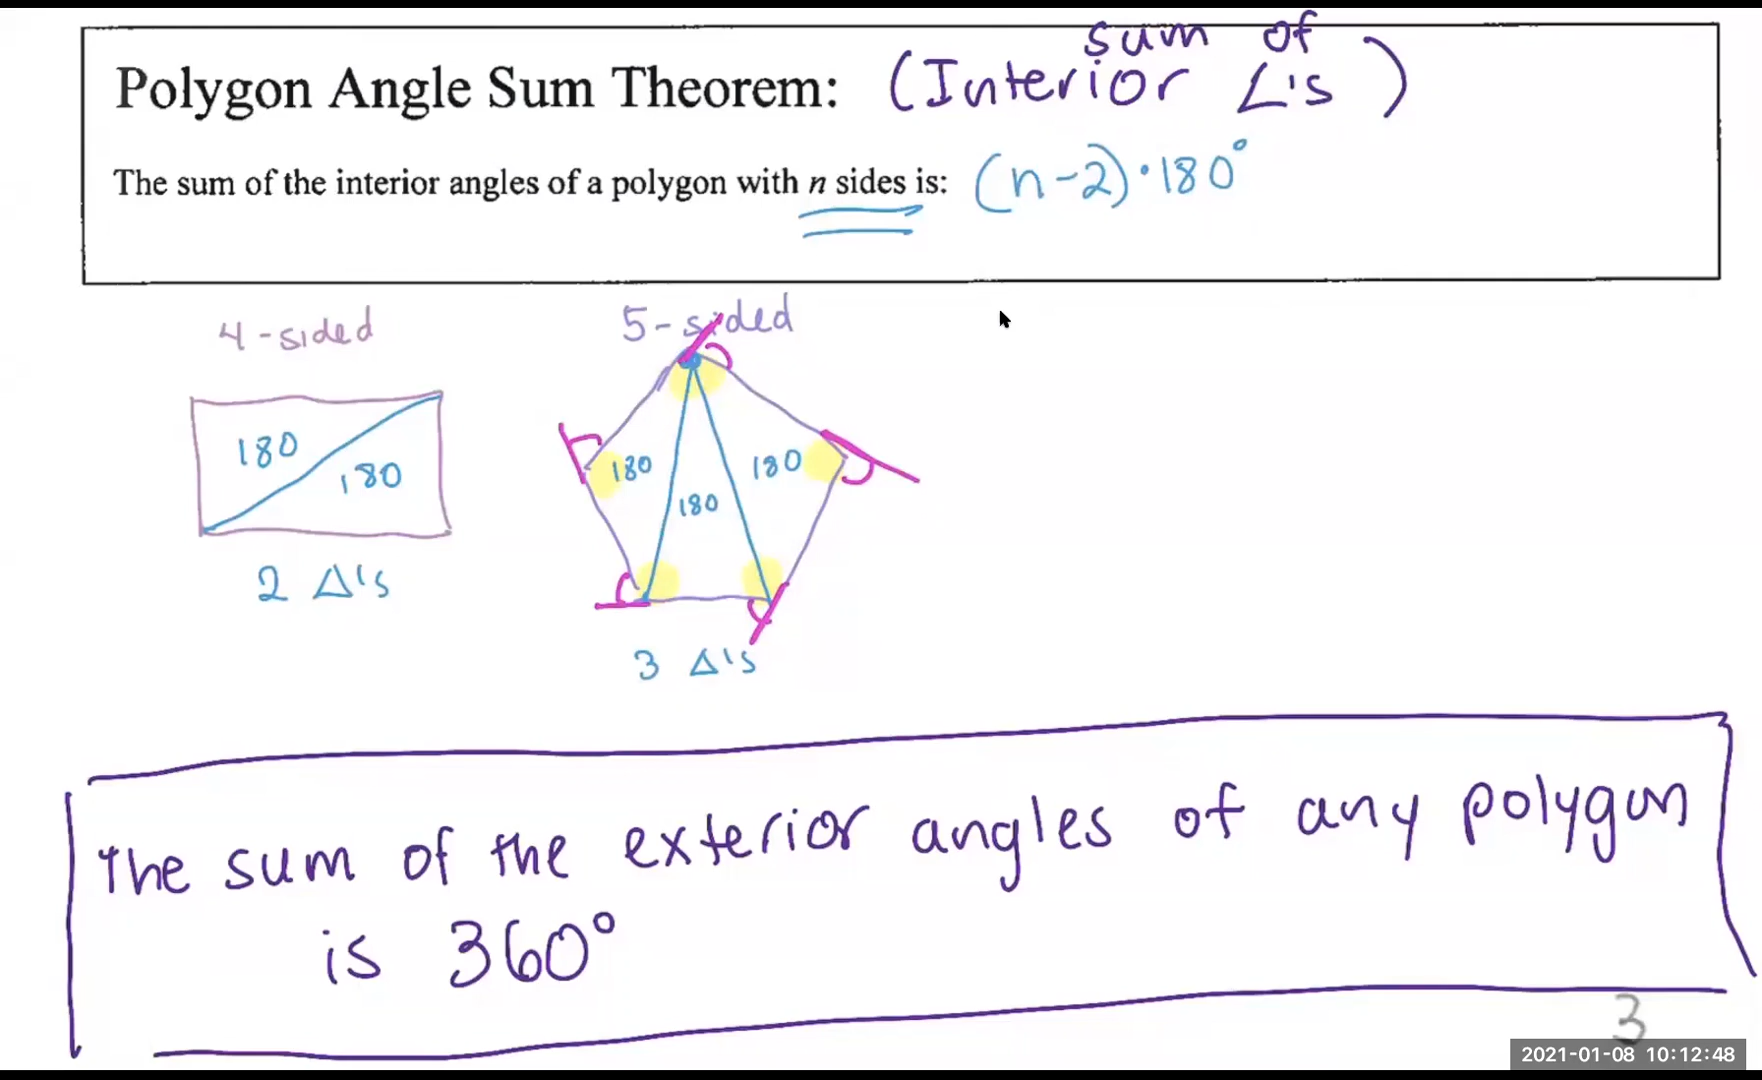 sum of
Polygon Angle Sum Theorem: (Interior ∠'s)
The sum of the interior angles of a polygon with n sides is: (n-2)·180°
4-sided
5-sided
180
180
180
180
180
2 Δ's
3 Δ's
The sum of the exterior angles of any polygon
is 360°
3
2021-01-08 10:12:48